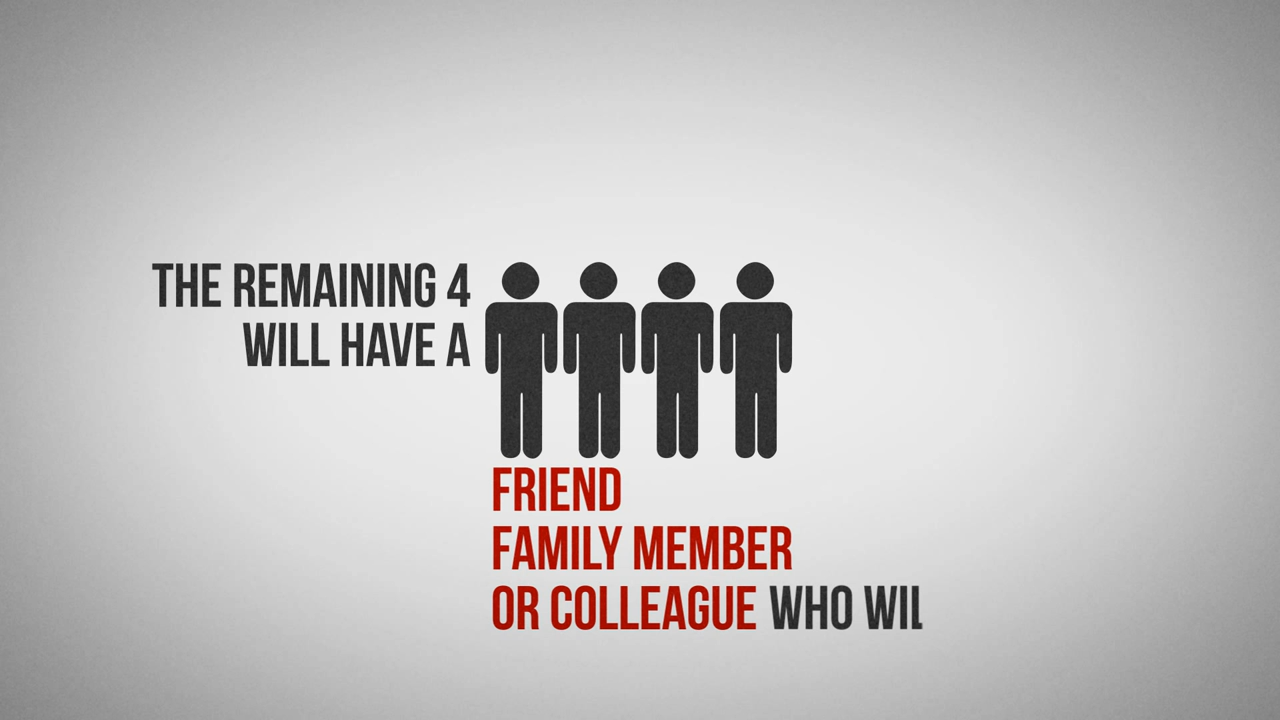 THE REMAINING 4
WILL HAVE A
FRIEND
FAMILY MEMBER
OR COLLEAGUE WHO WIL